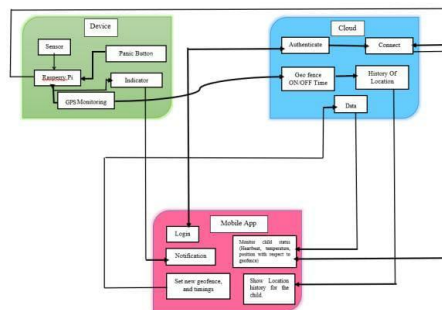 Device
Sensor
Panic Button
Rasperry Pi
Indicator
GPS Monitoring
Cloud
Authenticate
Connect
Geo fence
ON/OFF Time
History Of
Location
Data
Mobile App
Login
Notification
Monitor child status
(Heartbeat, temperature,
position with respect to
geofence)
Set new geofence,
and tunings
Show Location
history for the
child.